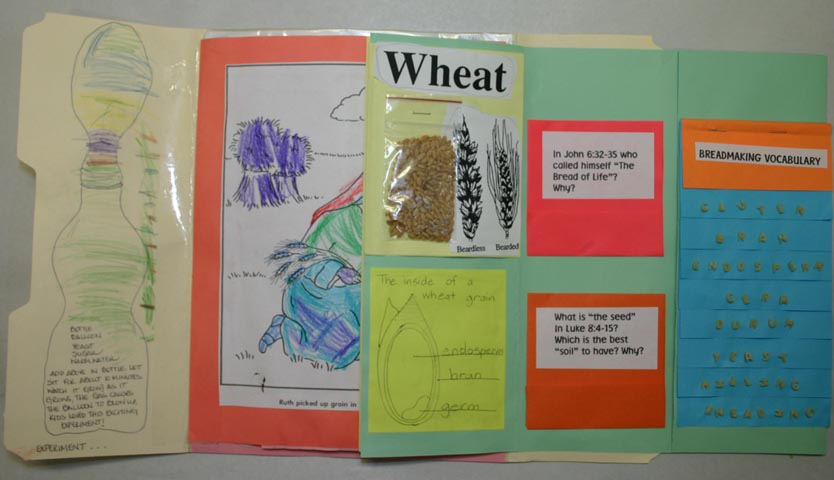 BOTTLE
BALLOON
YEAST
SUGAR
WARM WATER
ADD ABOVE IN BOTTLE. LET
SIT FOR ABOUT 10 MINUTES
WATCH IT GROW! AS IT
GROWS, THE GAS CAUSES
THE BALLOON TO BLOW UP.
KIDS LOVED THIS EXCITING
EXPERIMENT!
EXPERIMENT...
Ruth picked up grain in
Wheat
Beardless
Bearded
The inside of a
wheat grain
endosperm
bran
germ
In John 6:32-35 who
called himself "The
Bread of Life"?
Why?
What is "the seed"
In Luke 8:4-15?
Which is the best
"soil" to have? Why?
BREADMAKING VOCABULARY
GLUTEN
BRAN
ENDOSPERM
GERM
DURUM
YEAST
MILLING
KNEADING